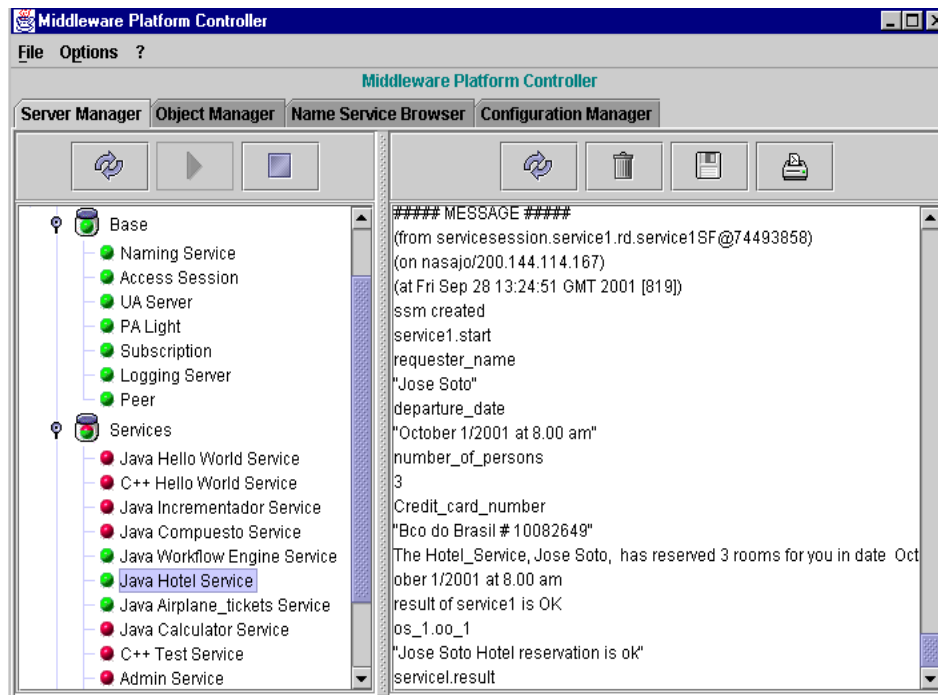 Middleware Platform Controller
File Options ?
Middleware Platform Controller
Server Manager Object Manager Name Service Browser Configuration Manager
Base
Naming Service
Access Session
UA Server
PA Light
Subscription
Logging Server
Peer
Services
Java Hello World Service
C++ Hello World Service
Java Incrementador Service
Java Compuesto Service
Java Workflow Engine Service
Java Hotel Service
Java Airplane_tickets Service
Java Calculator Service
C++ Test Service
Admin Service
##### MESSAGE #####
(from servicesession.service1.rd.service1SF@74493858)
(on nasajo/200.144.114.167)
(at Fri Sep 28 13:24:51 GMT 2001 [819])
ssm created
service1.start
requester_name
"Jose Soto"
departure_date
"October 1/2001 at 8.00 am"
number_of_persons
3
Credit_card_number
"Bco do Brasil # 10082649"
The Hotel_Service, Jose Soto, has reserved 3 rooms for you in date Oct
ober 1/2001 at 8.00 am
result of service1 is OK
os_1.oo_1
"Jose Soto Hotel reservation is ok"
servicel.result